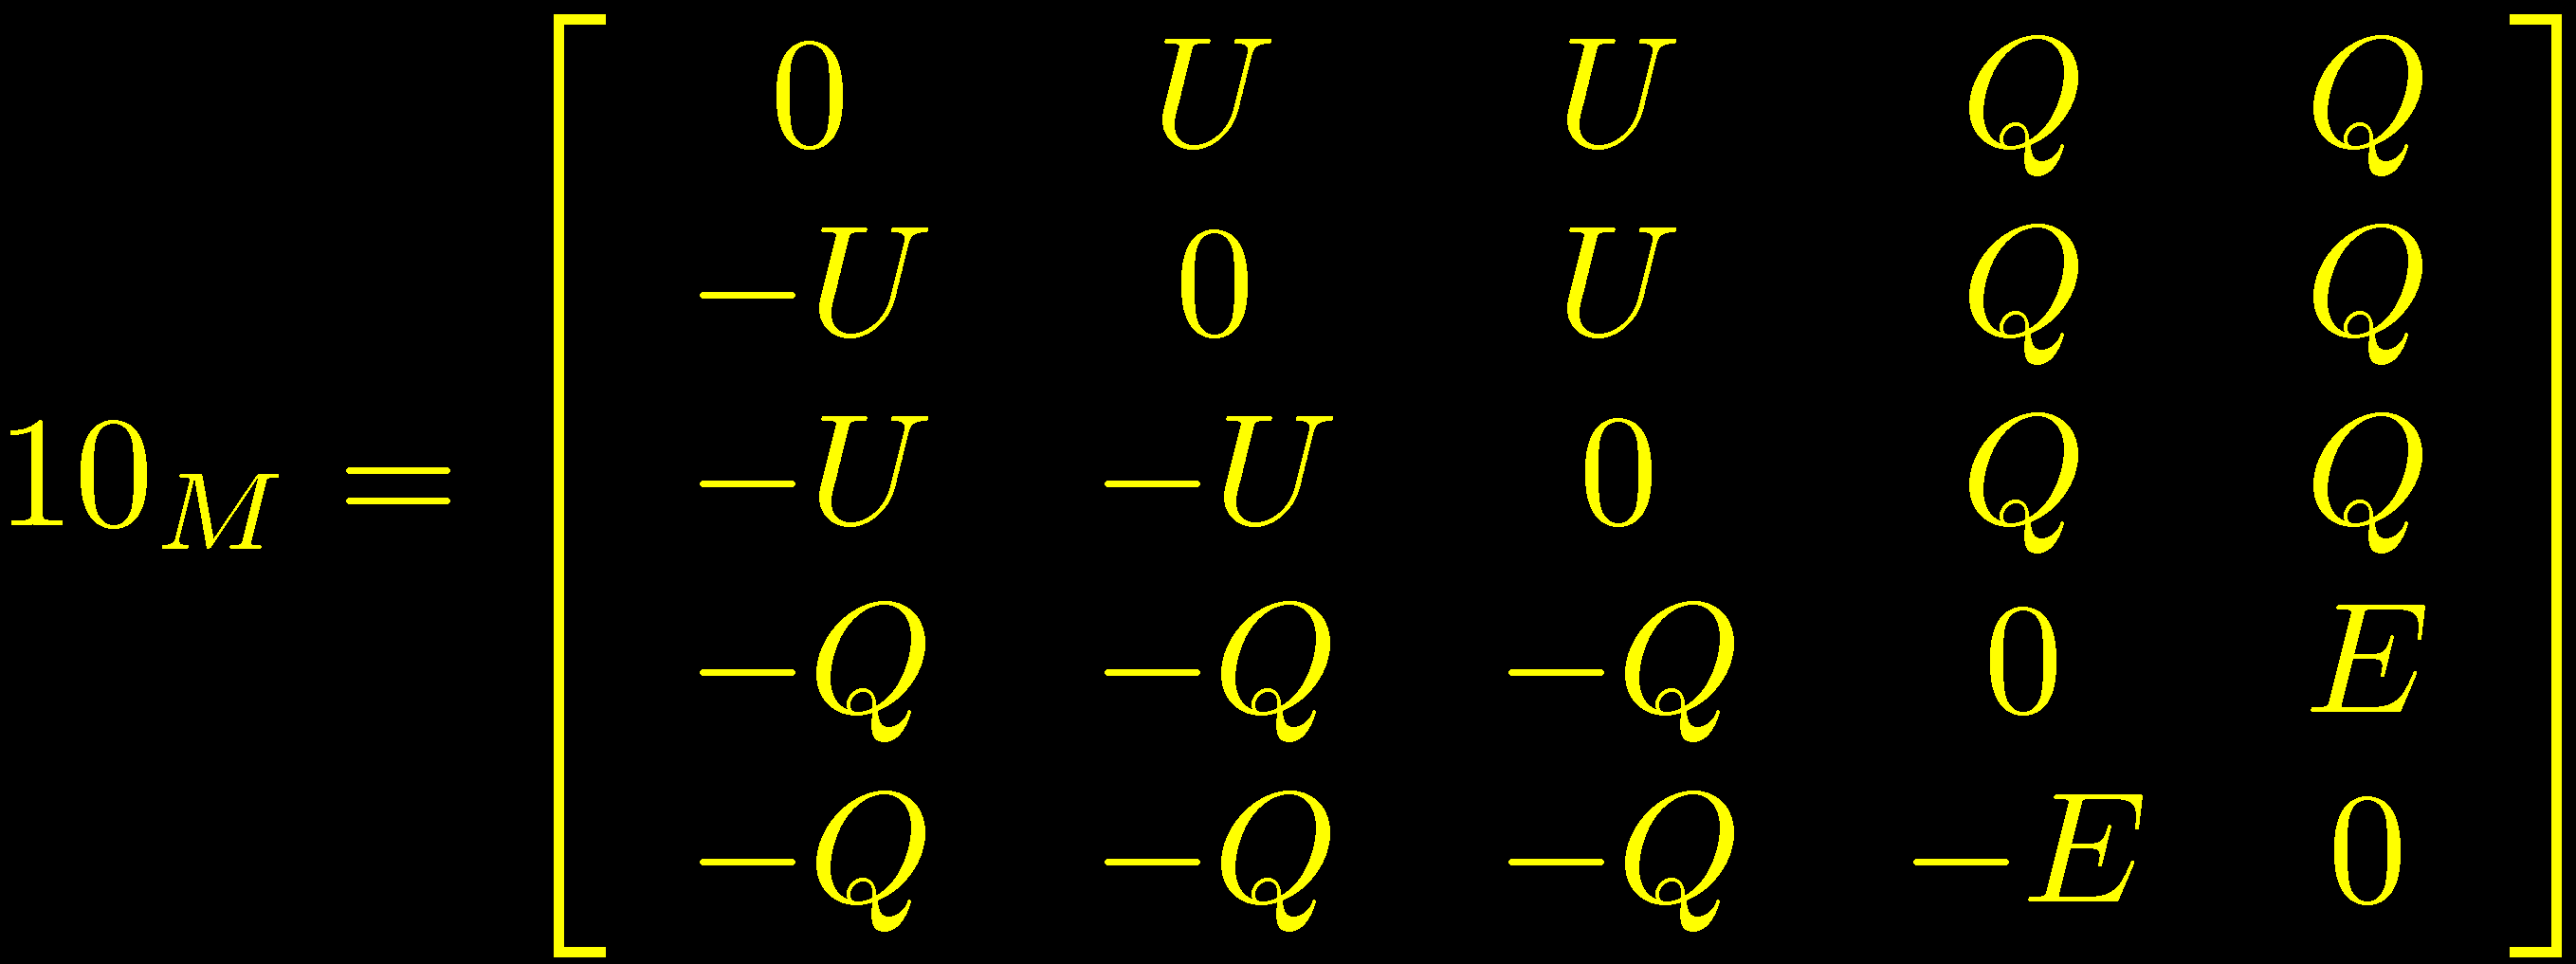 0 U U Q Q
−U 0 U Q Q
10_M = −U −U 0 Q Q
−Q −Q −Q 0 E
−Q −Q −Q −E 0